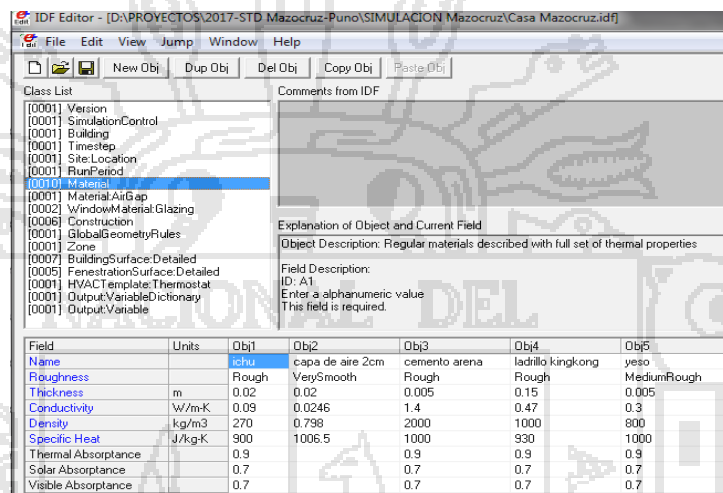 IDF Editor - [D:\PROYECTOS\2017-STD Mazocruz-Puno\SIMULACION Mazocruz\Casa Mazocruz.idf]
File Edit View Jump Window Help
New Obj Dup Obj Del Obj Copy Obj Paste Obj
Class List Comments from IDF
[0001] Version
[0001] SimulationControl
[0001] Building
[0001] Timestep
[0001] Site:Location
[0001] RunPeriod
[0010] Material
[0001] Material:AirGap
[0002] WindowMaterial:Glazing
[0006] Construction
[0001] GlobalGeometryRules
[0001] Zone
[0007] BuildingSurface:Detailed
[0005] FenestrationSurface:Detailed
[0001] HVACTemplate:Thermostat
[0001] Output:VariableDictionary
[0001] Output:Variable
Explanation of Object and Current Field
Object Description: Regular materials described with full set of thermal properties
Field Description:
ID: A1
Enter a alphanumeric value
This field is required.
Field Units Obj1 Obj2 Obj3 Obj4 Obj5
Name ichu capa de aire 2cm cemento arena ladrillo kingkong yeso
Roughness Rough VerySmooth Rough Rough MediumRough
Thickness m 0.02 0.02 0.005 0.15 0.005
Conductivity W/m-K 0.09 0.0246 1.4 0.47 0.3
Density kg/m3 270 0.798 2000 1000 800
Specific Heat J/kg-K 900 1006.5 1000 930 1000
Thermal Absorptance 0.9 0.9 0.9 0.9
Solar Absorptance 0.7 0.7 0.7 0.7
Visible Absorptance 0.7 0.7 0.7 0.7